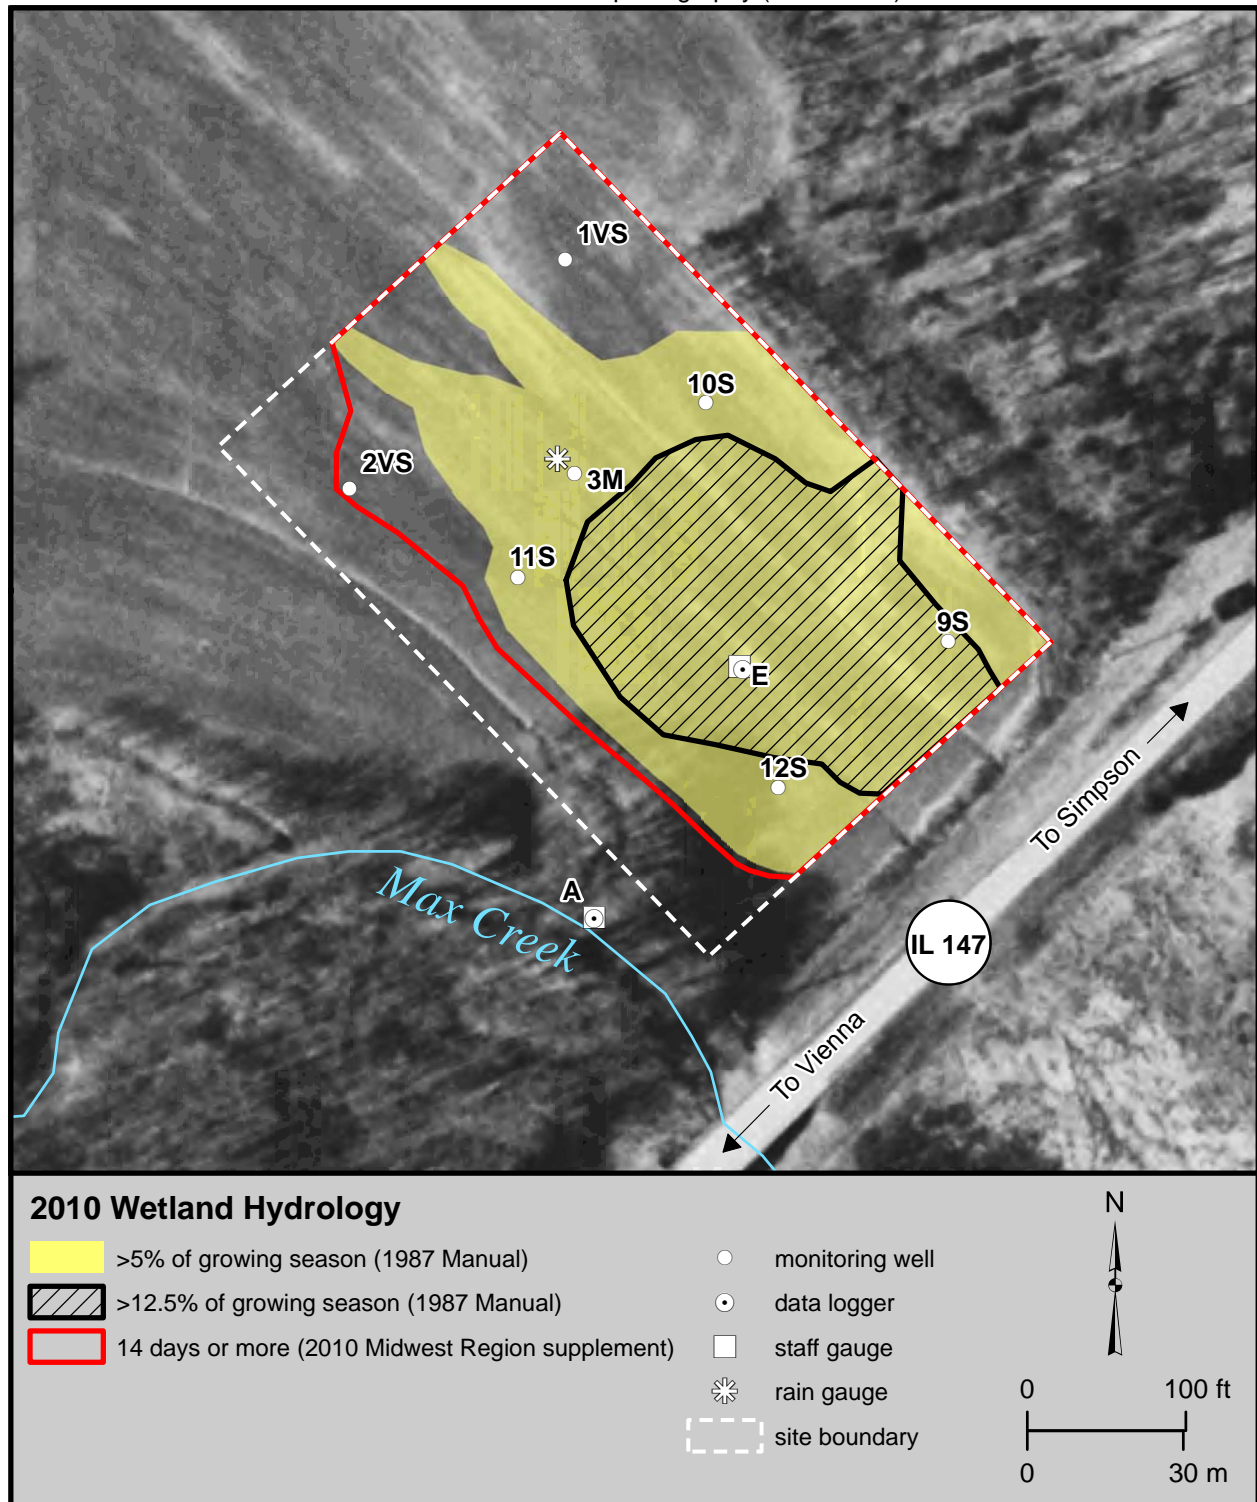 1VS
10S
2VS
3M
11S
9S
E
12S
To Simpson
A
Max Creek
IL 147
To Vienna
2010 Wetland Hydrology
>5% of growing season (1987 Manual)
>12.5% of growing season (1987 Manual)
14 days or more (2010 Midwest Region supplement)
monitoring well
data logger
staff gauge
rain gauge
site boundary
N
0 100 ft
0 30 m